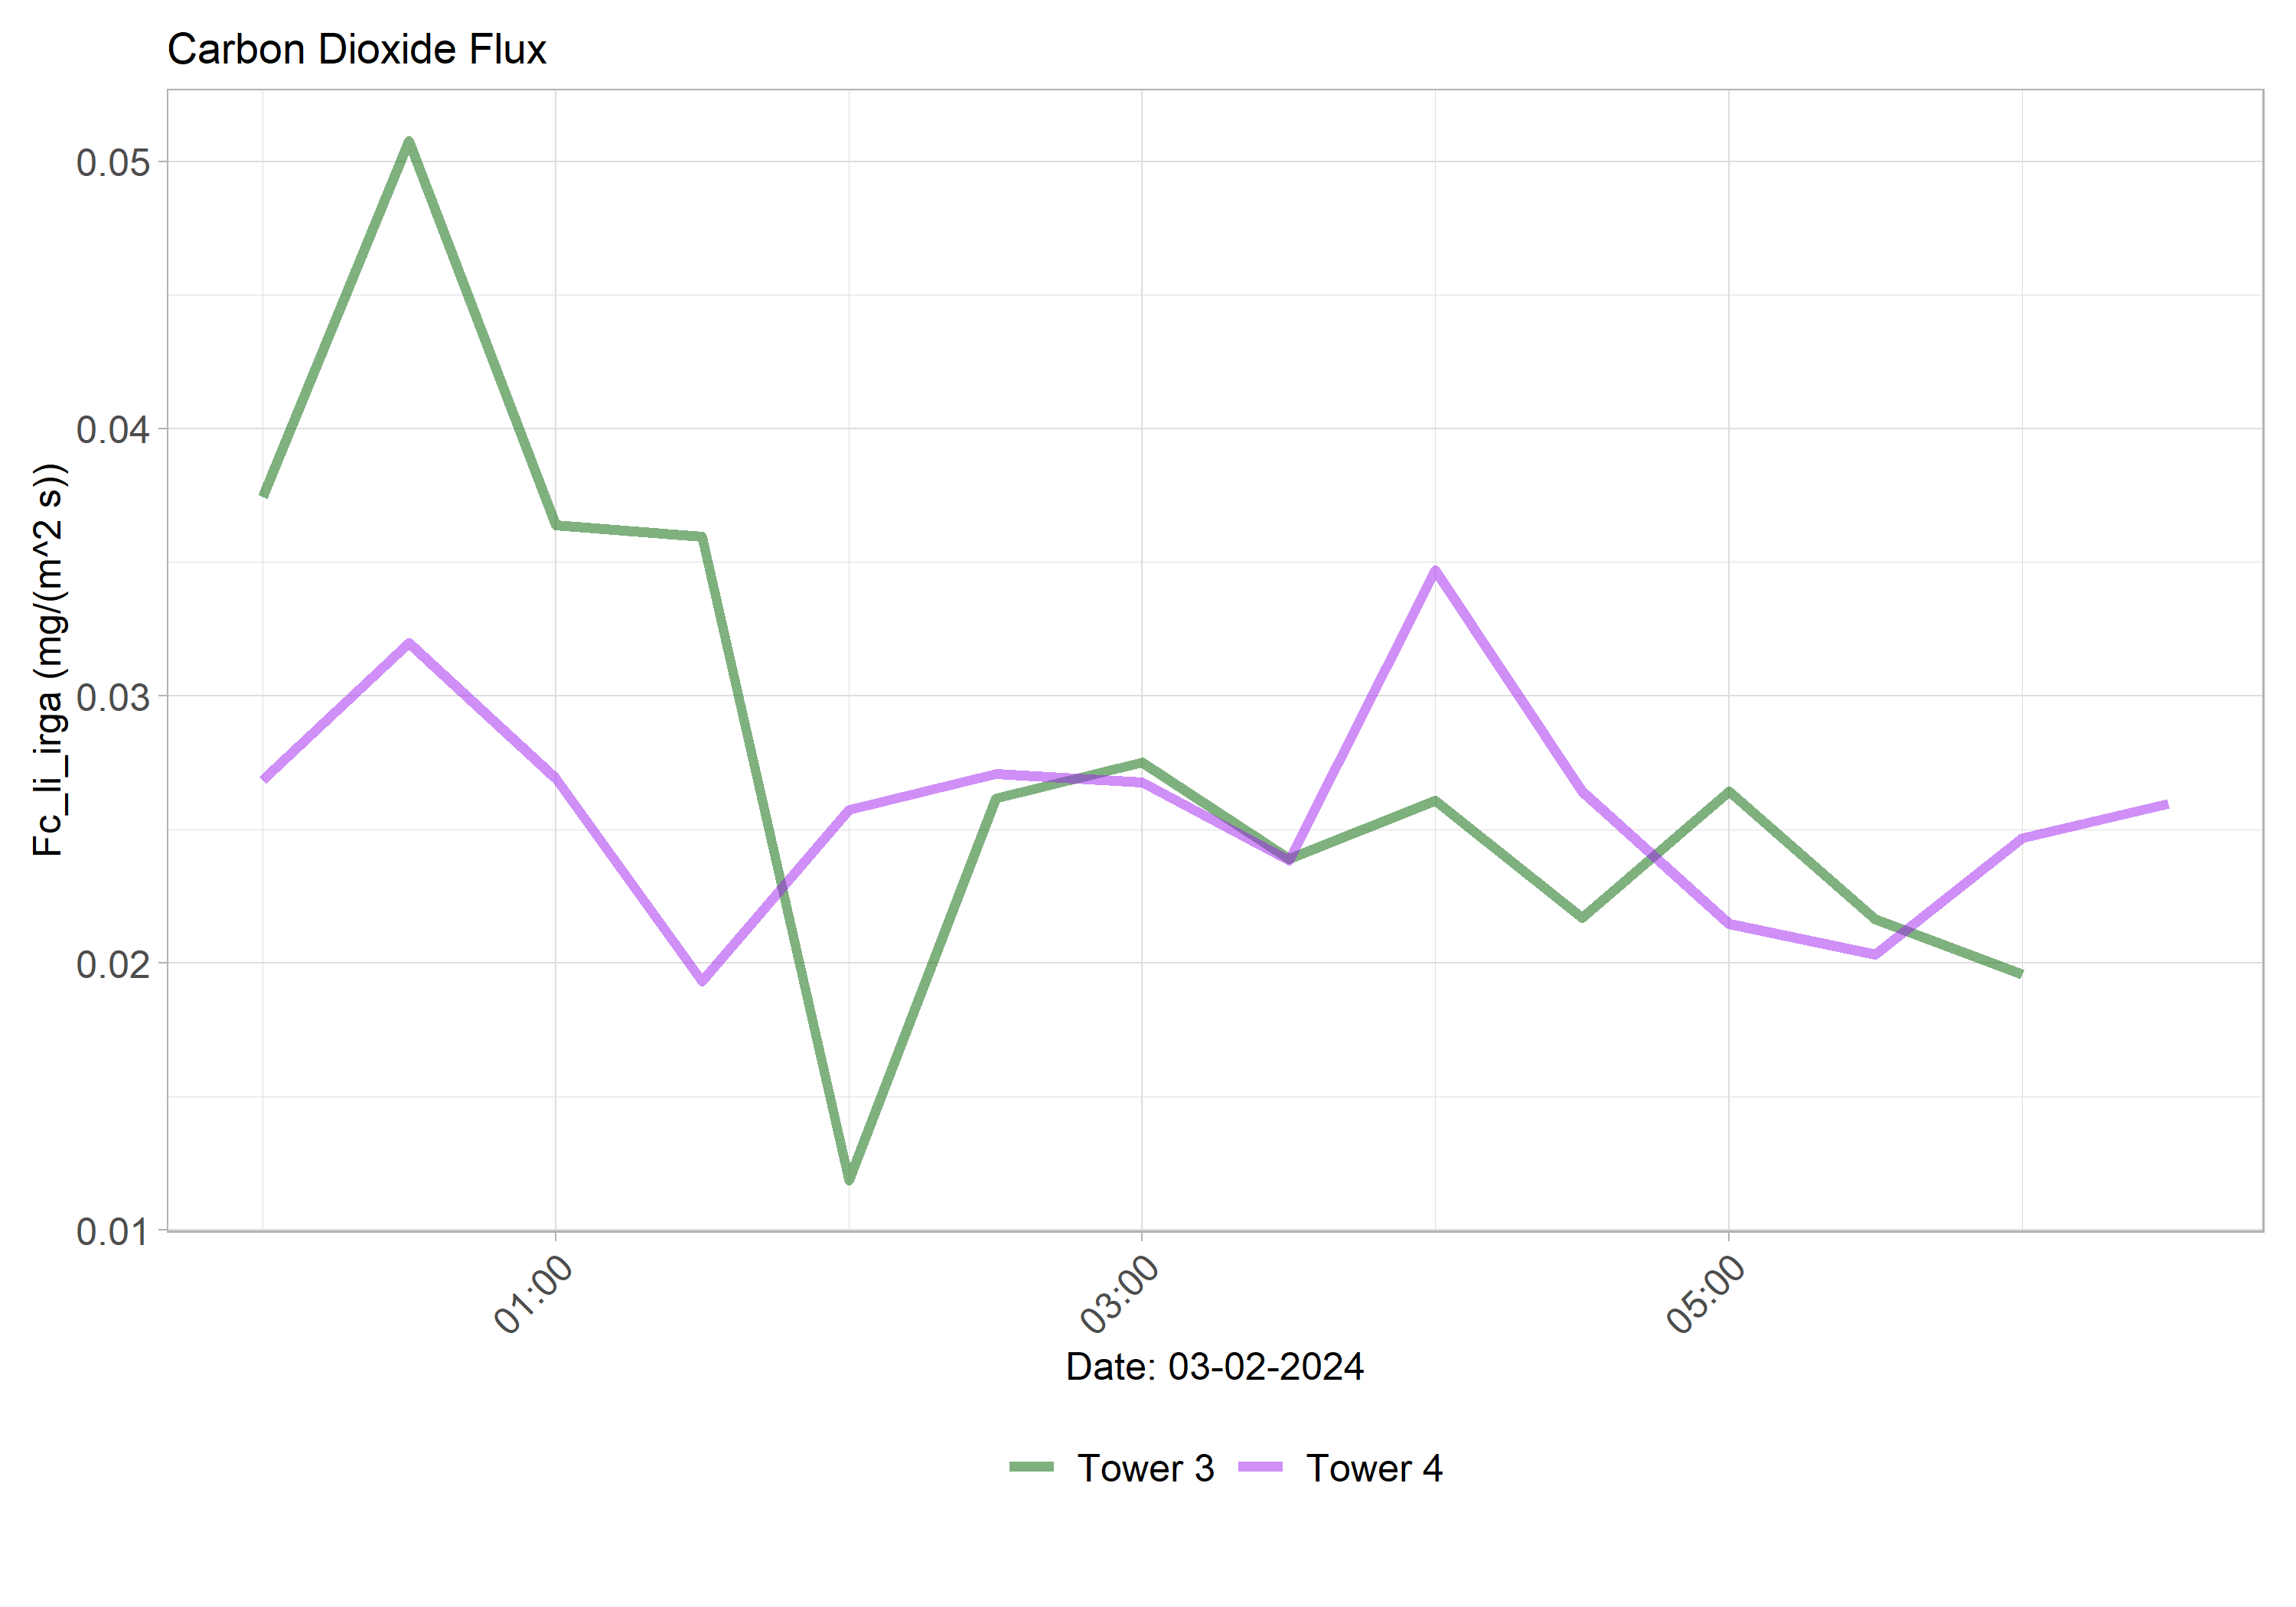 Carbon Dioxide Flux
Fc_li_irga (mg/(m^2 s))
0.05
0.04
0.03
0.02
0.01
01:00 03:00 05:00
Date: 03-02-2024
Tower 3 Tower 4